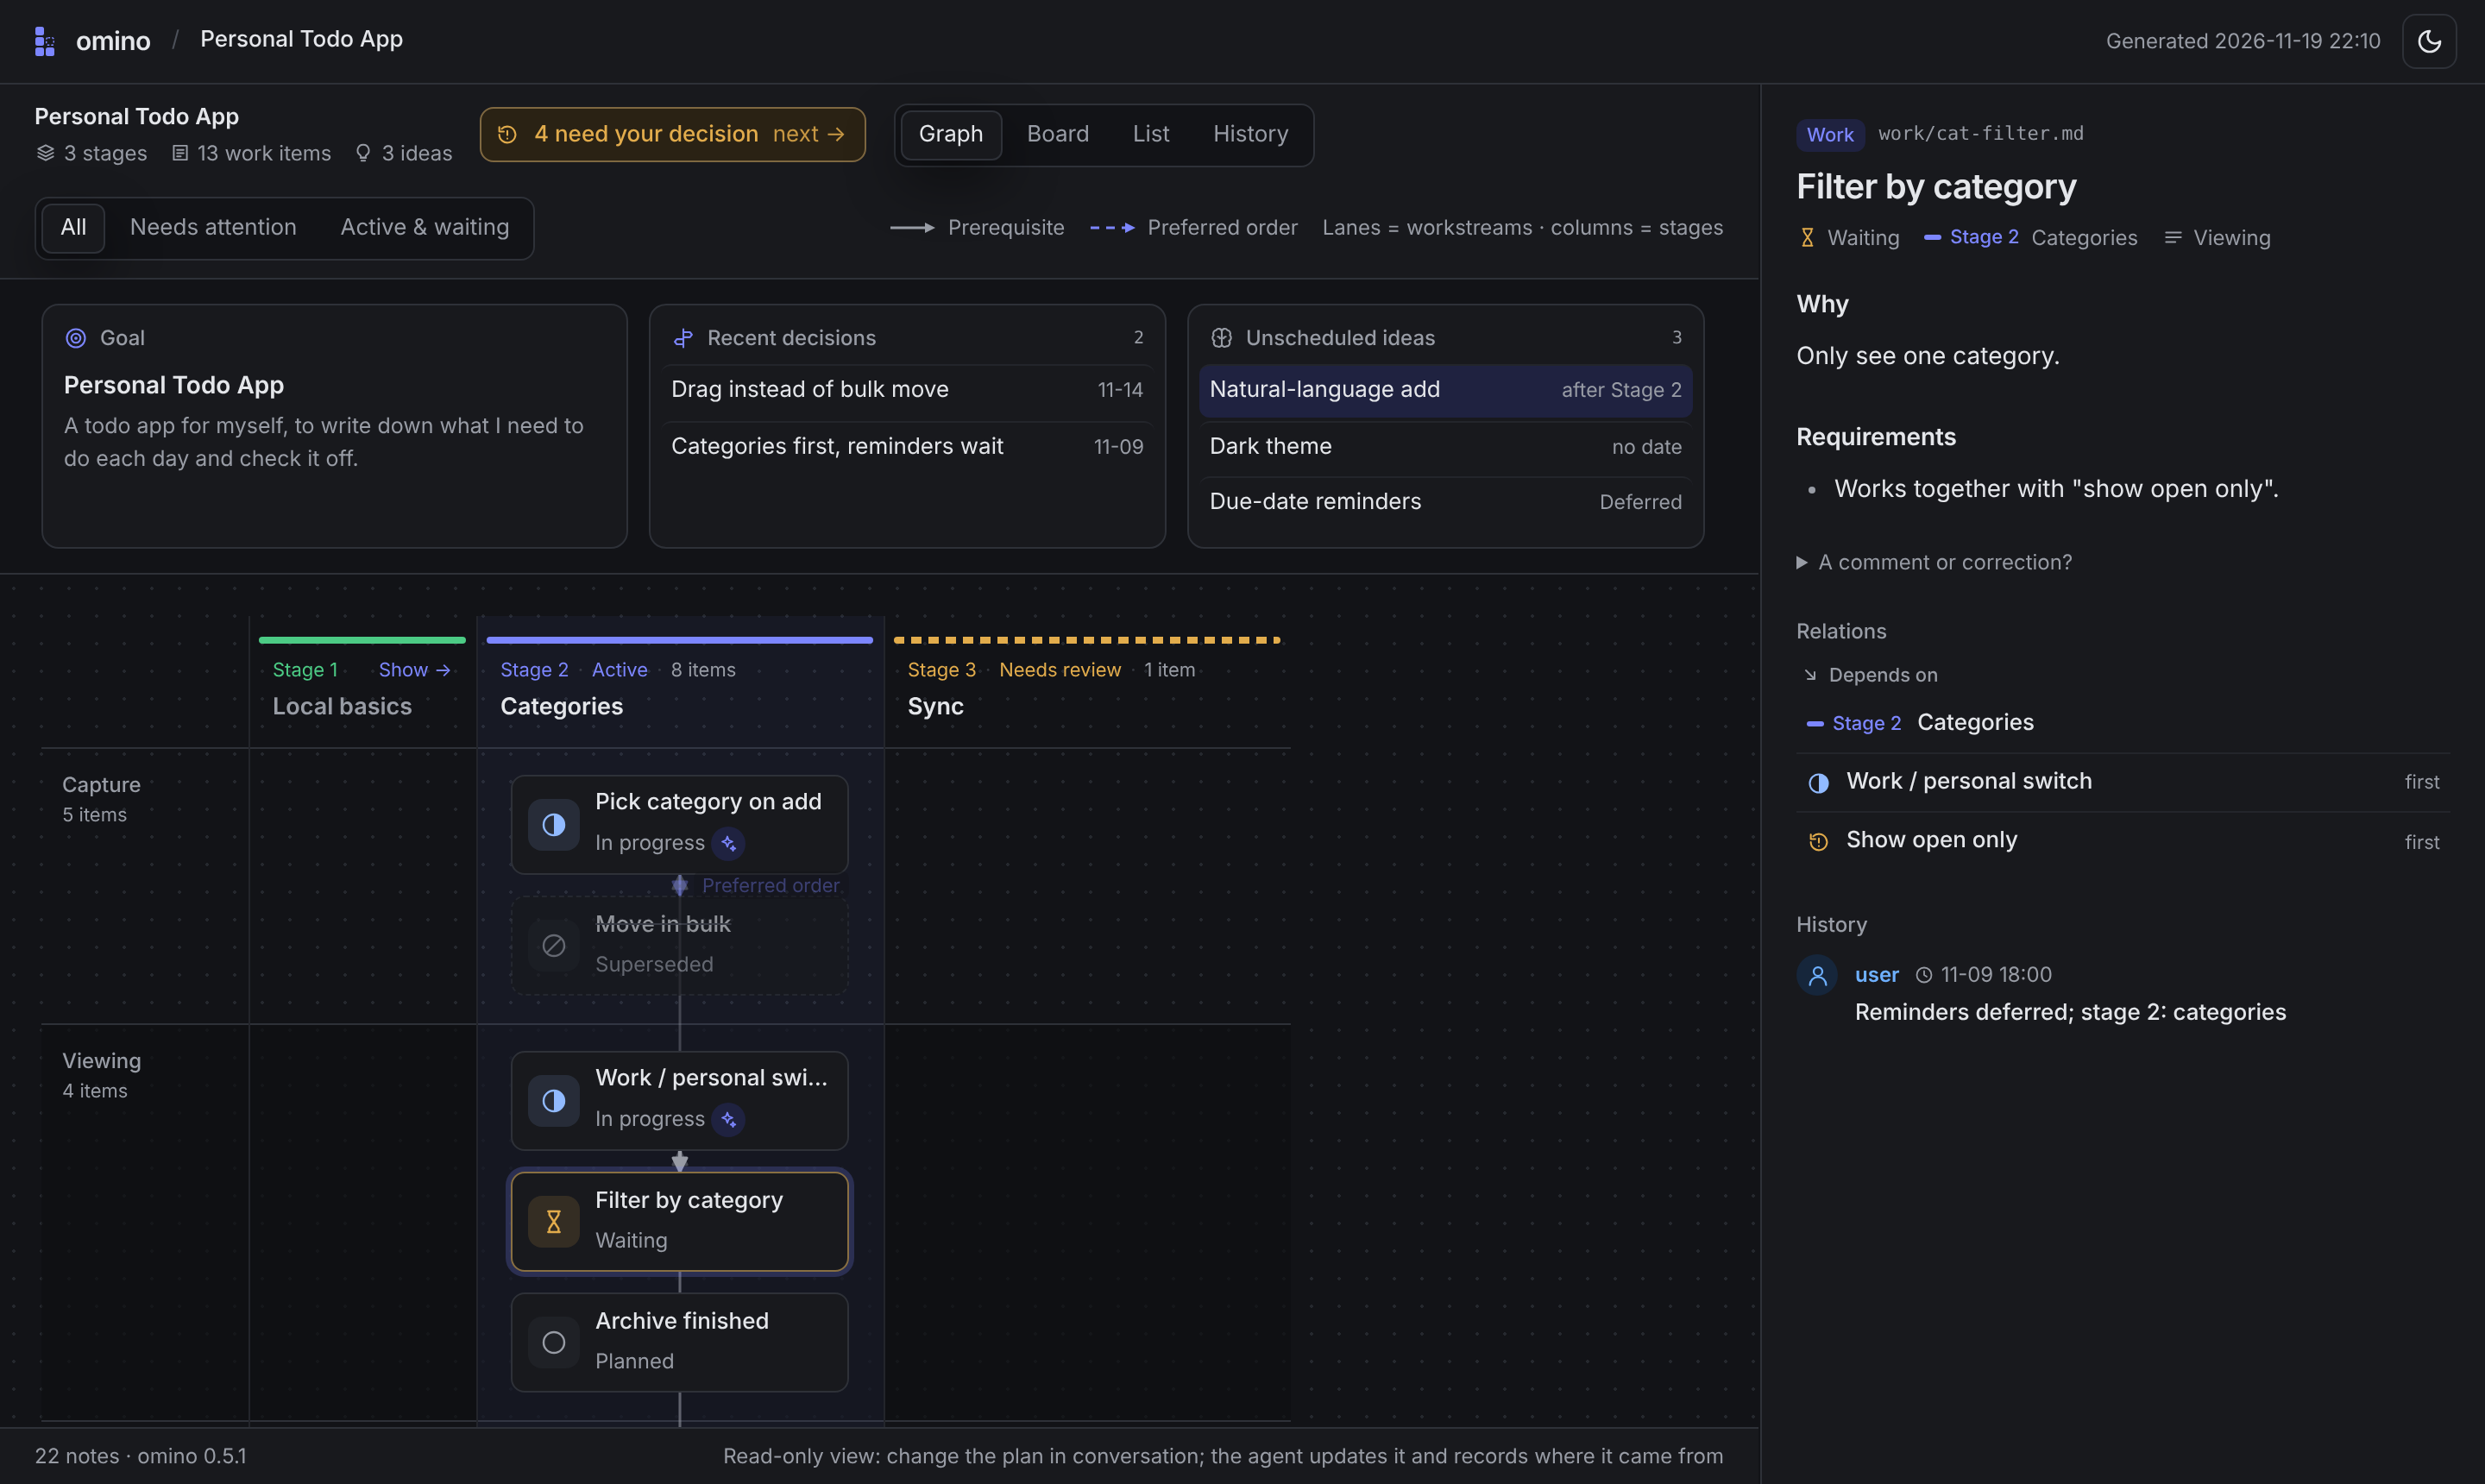 omino / Personal Todo App
Generated 2026-11-19 22:10
Personal Todo App
3 stages 13 work items 3 ideas
4 need your decision next →
Graph Board List History
All Needs attention Active & waiting
Prerequisite Preferred order Lanes = workstreams · columns = stages
Goal
Personal Todo App
A todo app for myself, to write down what I need to
do each day and check it off.
Recent decisions 2
Drag instead of bulk move 11-14
Categories first, reminders wait 11-09
Unscheduled ideas 3
Natural-language add after Stage 2
Dark theme no date
Due-date reminders Deferred
Stage 1 Show →
Local basics
Stage 2 · Active · 8 items
Categories
Stage 3 · Needs review · 1 item
Sync
Capture
5 items
Pick category on add
In progress
Preferred order
Move in bulk
Superseded
Viewing
4 items
Work / personal swi...
In progress
Filter by category
Waiting
Archive finished
Planned
22 notes · omino 0.5.1
Read-only view: change the plan in conversation; the agent updates it and records where it came from
Work work/cat-filter.md
Filter by category
Waiting Stage 2 Categories Viewing
Why
Only see one category.
Requirements
• Works together with "show open only".
A comment or correction?
Relations
Depends on
Stage 2 Categories
Work / personal switch first
Show open only first
History
user 11-09 18:00
Reminders deferred; stage 2: categories